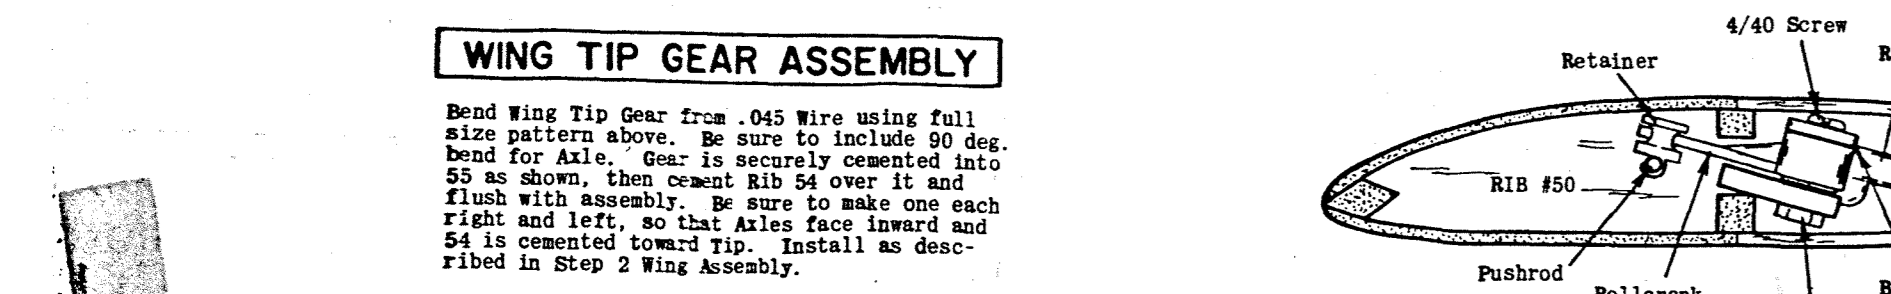 WING TIP GEAR ASSEMBLY
Bend Wing Tip Gear from .045 Wire using full
size pattern above. Be sure to include 90 deg.
bend for Axle. Gear is securely cemented into
55 as shown, then cement Rib 54 over it and
flush with assembly. Be sure to make one each
right and left, so that Axles face inward and
54 is cemented toward Tip. Install as desc-
ribed in Step 2 Wing Assembly.
4/40 Screw
Retainer
RIB #50
Pushrod